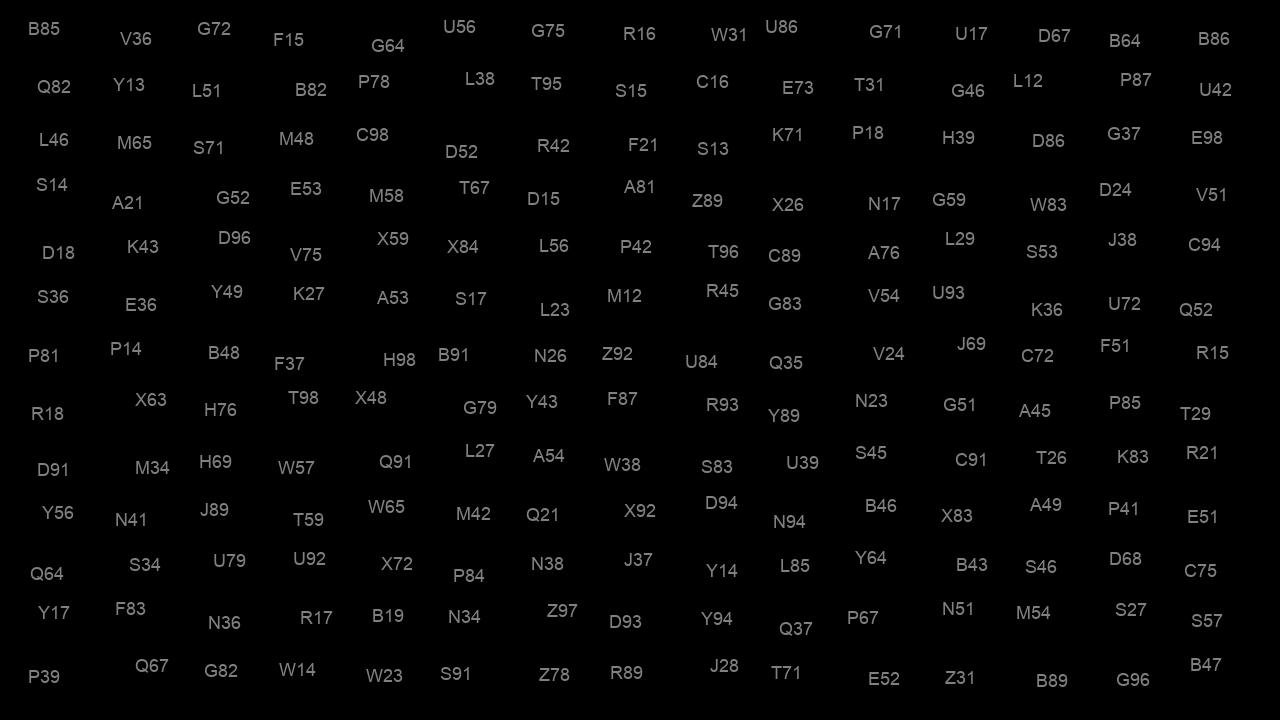 B85 V36 G72 F15 G64 U56 G75 R16 W31 U86 G71 U17 D67 B64 B86
Q82 Y13 L51 B82 P78 L38 T95 S15 C16 E73 T31 G46 L12 P87 U42
L46 M65 S71 M48 C98 D52 R42 F21 S13 K71 P18 H39 D86 G37 E98
S14 A21 G52 E53 M58 T67 D15 A81 Z89 X26 N17 G59 W83 D24 V51
D18 K43 D96 V75 X59 X84 L56 P42 T96 C89 A76 L29 S53 J38 C94
S36 E36 Y49 K27 A53 S17 L23 M12 R45 G83 V54 U93 K36 U72 Q52
P81 P14 B48 F37 H98 B91 N26 Z92 U84 Q35 V24 J69 C72 F51 R15
R18 X63 H76 T98 X48 G79 Y43 F87 R93 Y89 N23 G51 A45 P85 T29
D91 M34 H69 W57 Q91 L27 A54 W38 S83 U39 S45 C91 T26 K83 R21
Y56 N41 J89 T59 W65 M42 Q21 X92 D94 N94 B46 X83 A49 P41 E51
Q64 S34 U79 U92 X72 P84 N38 J37 Y14 L85 Y64 B43 S46 D68 C75
Y17 F83 N36 R17 B19 N34 Z97 D93 Y94 Q37 P67 N51 M54 S27 S57
P39 Q67 G82 W14 W23 S91 Z78 R89 J28 T71 E52 Z31 B89 G96 B47